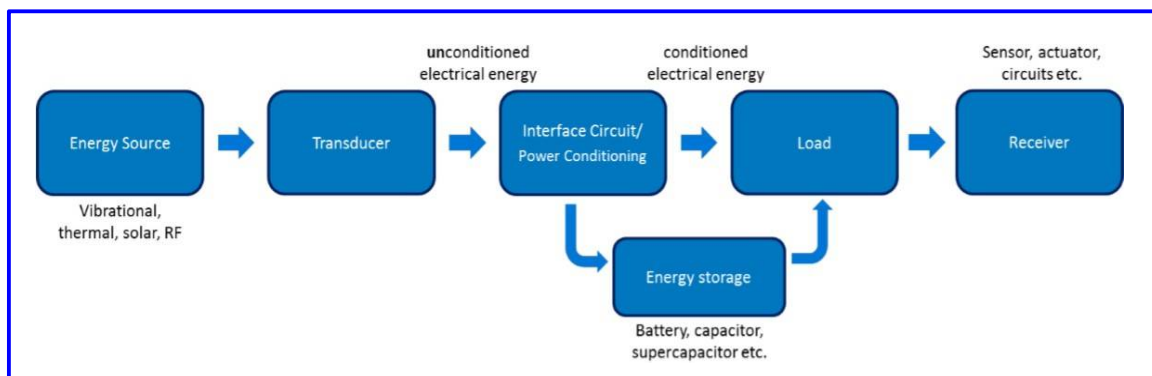 unconditioned
electrical energy
conditioned
electrical energy
Sensor, actuator,
circuits etc.
Energy Source
Transducer
Interface Circuit/
Power Conditioning
Load
Receiver
Vibrational,
thermal, solar, RF
Energy storage
Battery, capacitor,
supercapacitor etc.